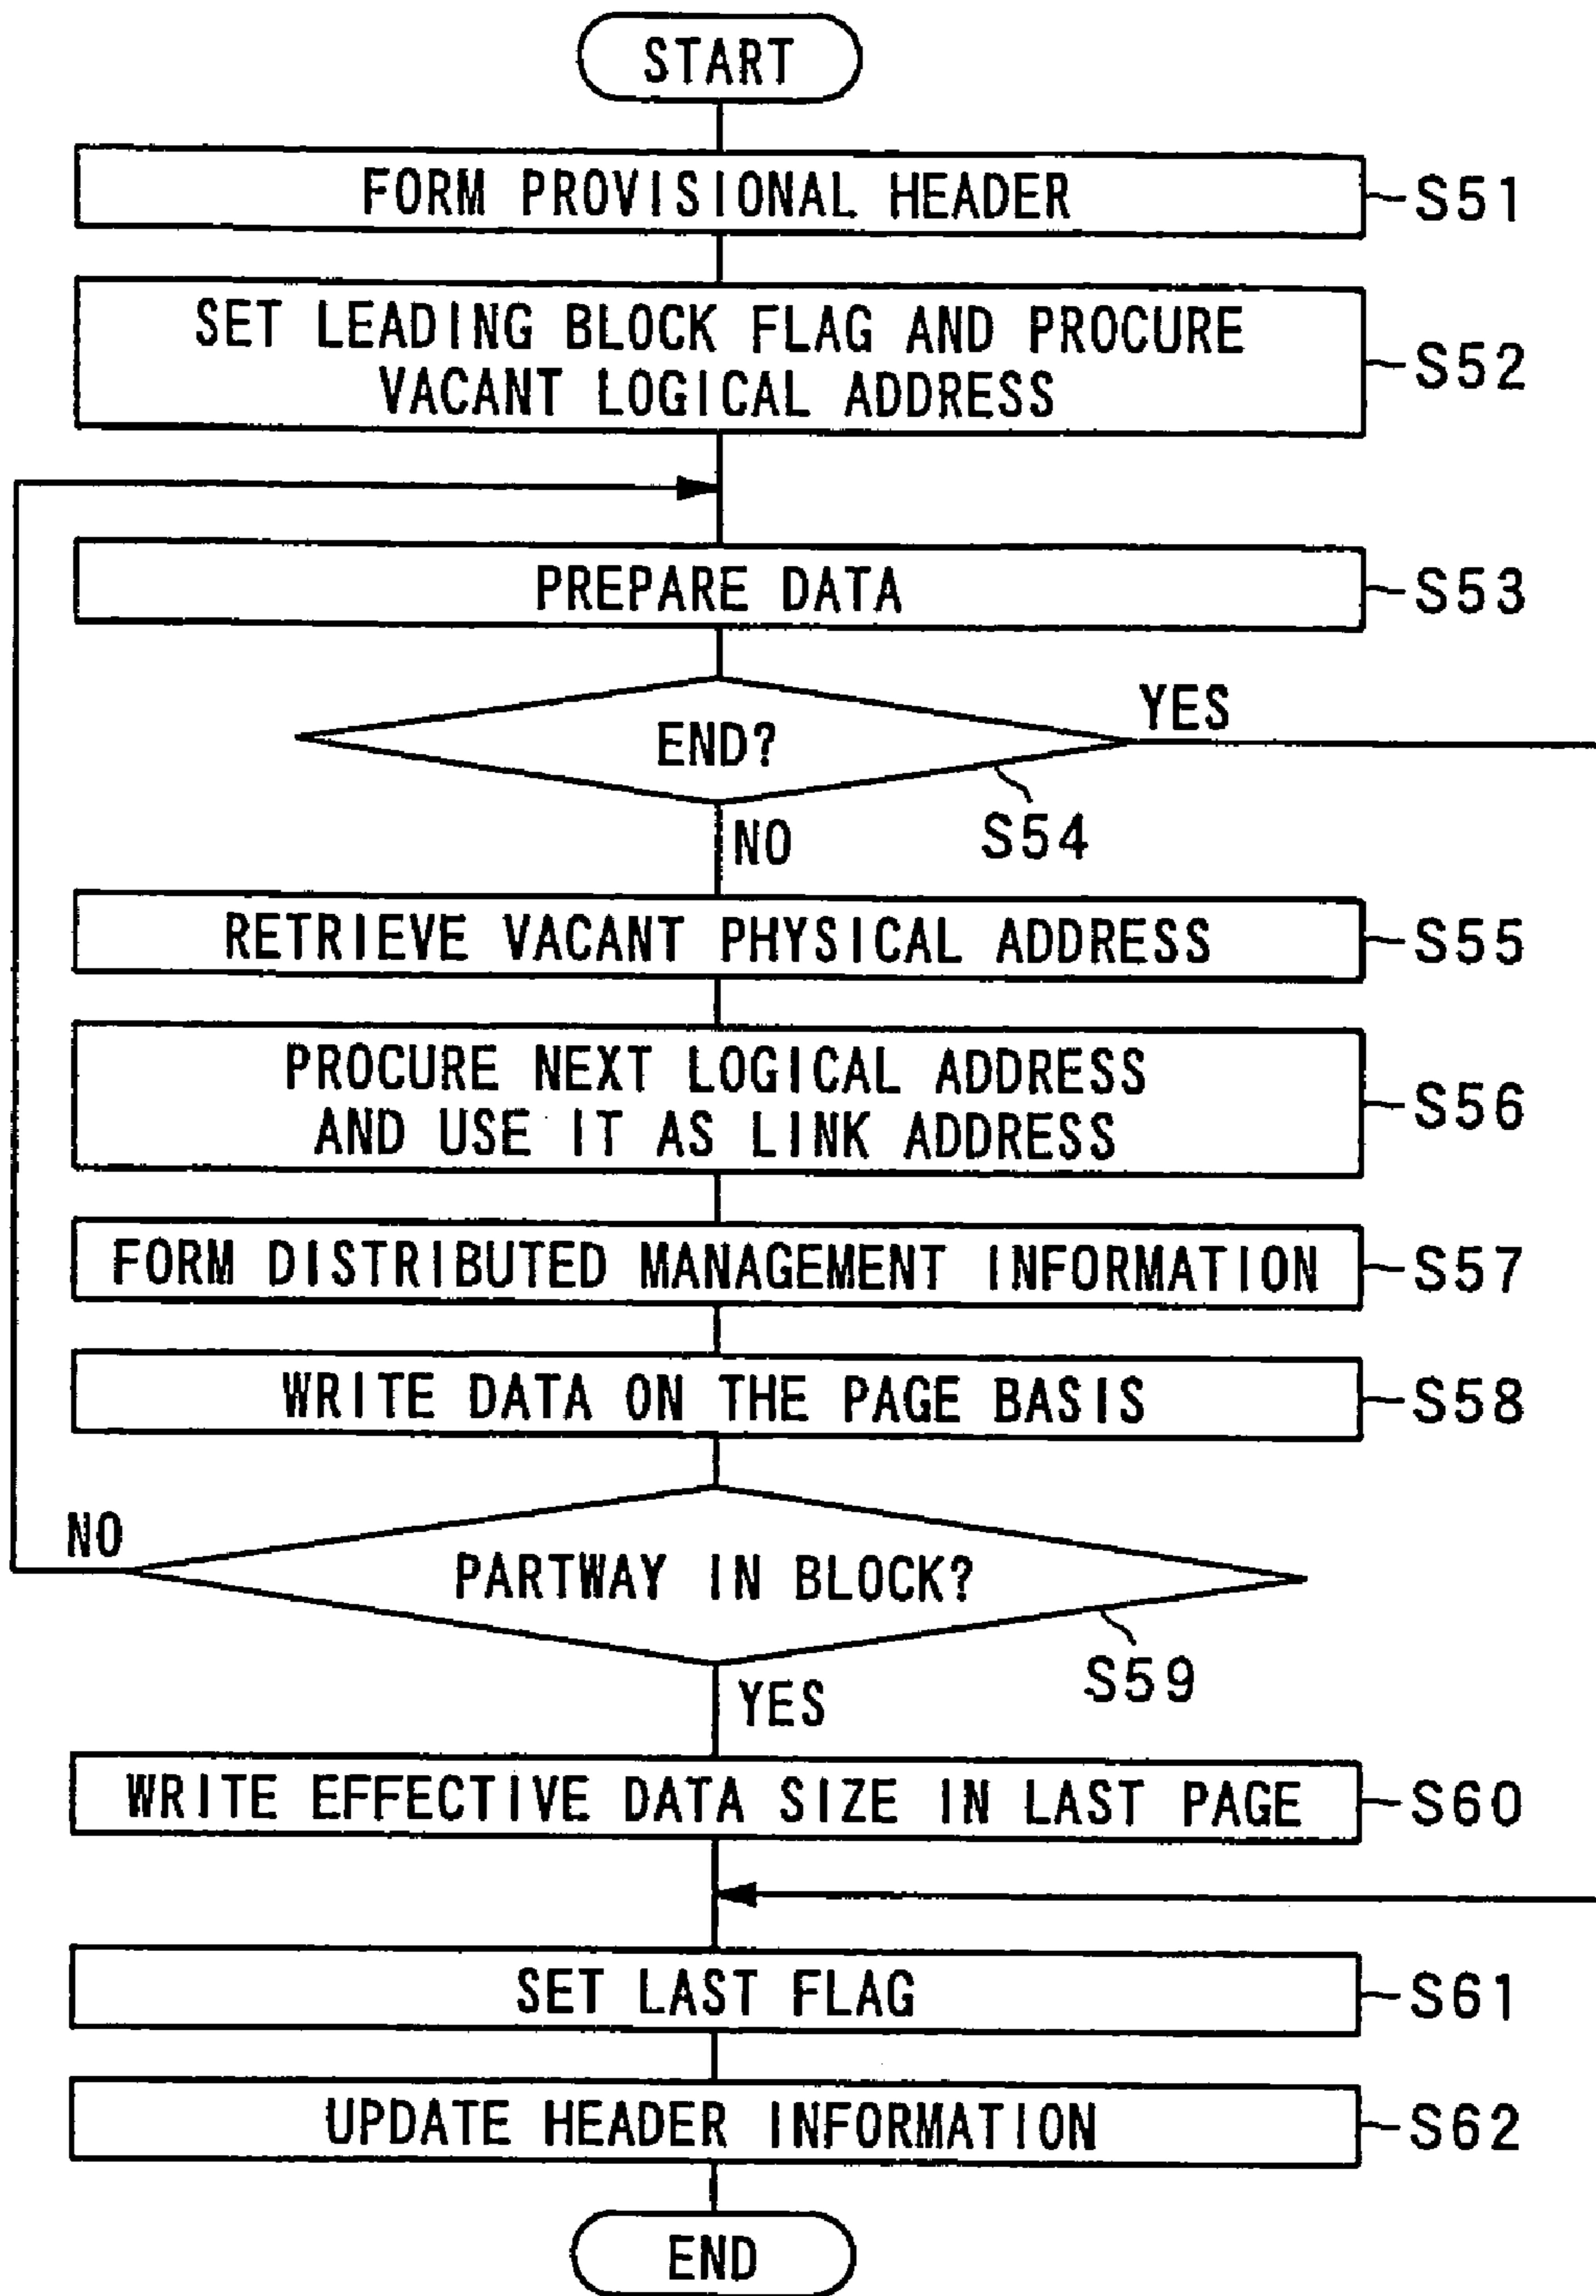 START
FORM PROVISIONAL HEADER
S51
SET LEADING BLOCK FLAG AND PROCURE
VACANT LOGICAL ADDRESS
S52
PREPARE DATA
S53
END?
YES
S54
NO
RETRIEVE VACANT PHYSICAL ADDRESS
S55
PROCURE NEXT LOGICAL ADDRESS
AND USE IT AS LINK ADDRESS
S56
FORM DISTRIBUTED MANAGEMENT INFORMATION
S57
WRITE DATA ON THE PAGE BASIS
S58
NO
PARTWAY IN BLOCK?
S59
YES
WRITE EFFECTIVE DATA SIZE IN LAST PAGE
S60
SET LAST FLAG
S61
UPDATE HEADER INFORMATION
S62
END